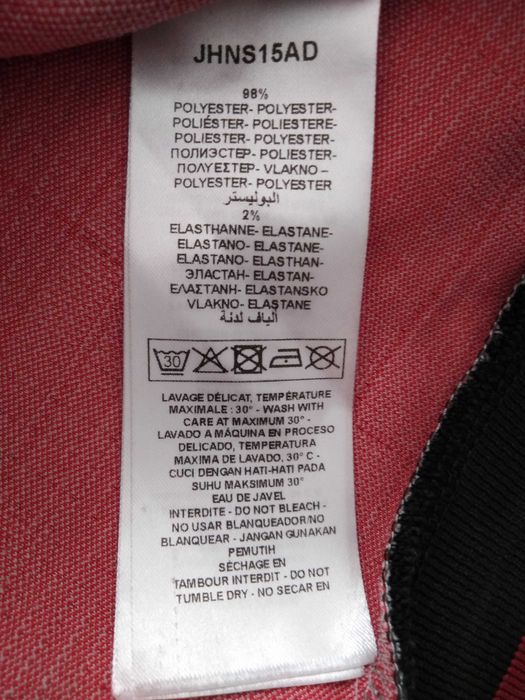 JHNS15AD
98%
POLYESTER- POLYESTER-
POLIÉSTER- POLIESTERE-
POLIESTER- POLYESTER-
ПОЛИЭСТЕР- POLIESTER-
ΠΟΛΥΕΣΤΕΡ- VLAKNO –
POLYESTER- POLYESTER
البوليستر
2%
ELASTHANNE- ELASTANE-
ELASTANO- ELASTANE-
ELASTANO- ELASTHAN-
ЭЛАСТАН- ELASTAN-
ΕΛΑΣΤΑΝΗ- ELASTANSKO
VLAKNO- ELASTANE
ألياف لدنة
30
LAVAGE DÉLICAT, TEMPÉRATURE
MAXIMALE : 30° - WASH WITH
CARE AT MAXIMUM 30° -
LAVADO A MÁQUINA EN PROCESO
DELICADO, TEMPERATURA
MAXIMA DE LAVADO, 30° C -
CUCI DENGAN HATI-HATI PADA
SUHU MAKSIMUM 30°
EAU DE JAVEL
INTERDITE - DO NOT BLEACH -
NO USAR BLANQUEADOR/NO
BLANQUEAR - JANGAN GUNAKAN
PEMUTIH
SÉCHAGE EN
TAMBOUR INTERDIT - DO NOT
TUMBLE DRY - NO SECAR EN